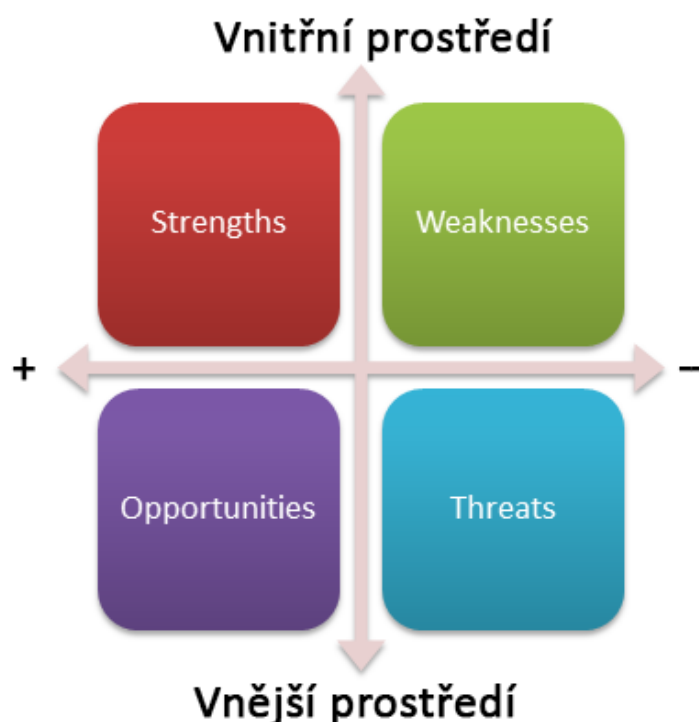 Vnitřní prostředí
Strengths
Weaknesses
+
–
Opportunities
Threats
Vnější prostředí